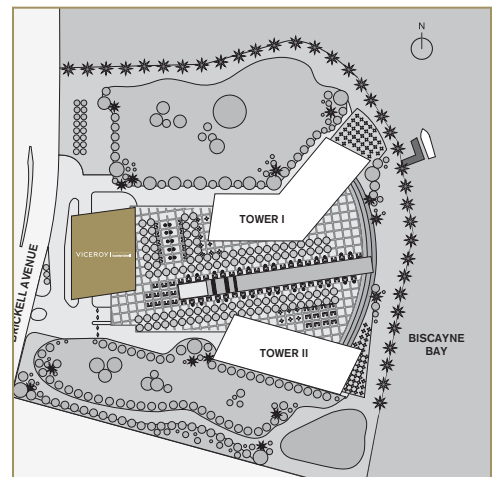 N
TOWER I
VICEROY
BRICKELL AVENUE
TOWER II
BISCAYNE
BAY